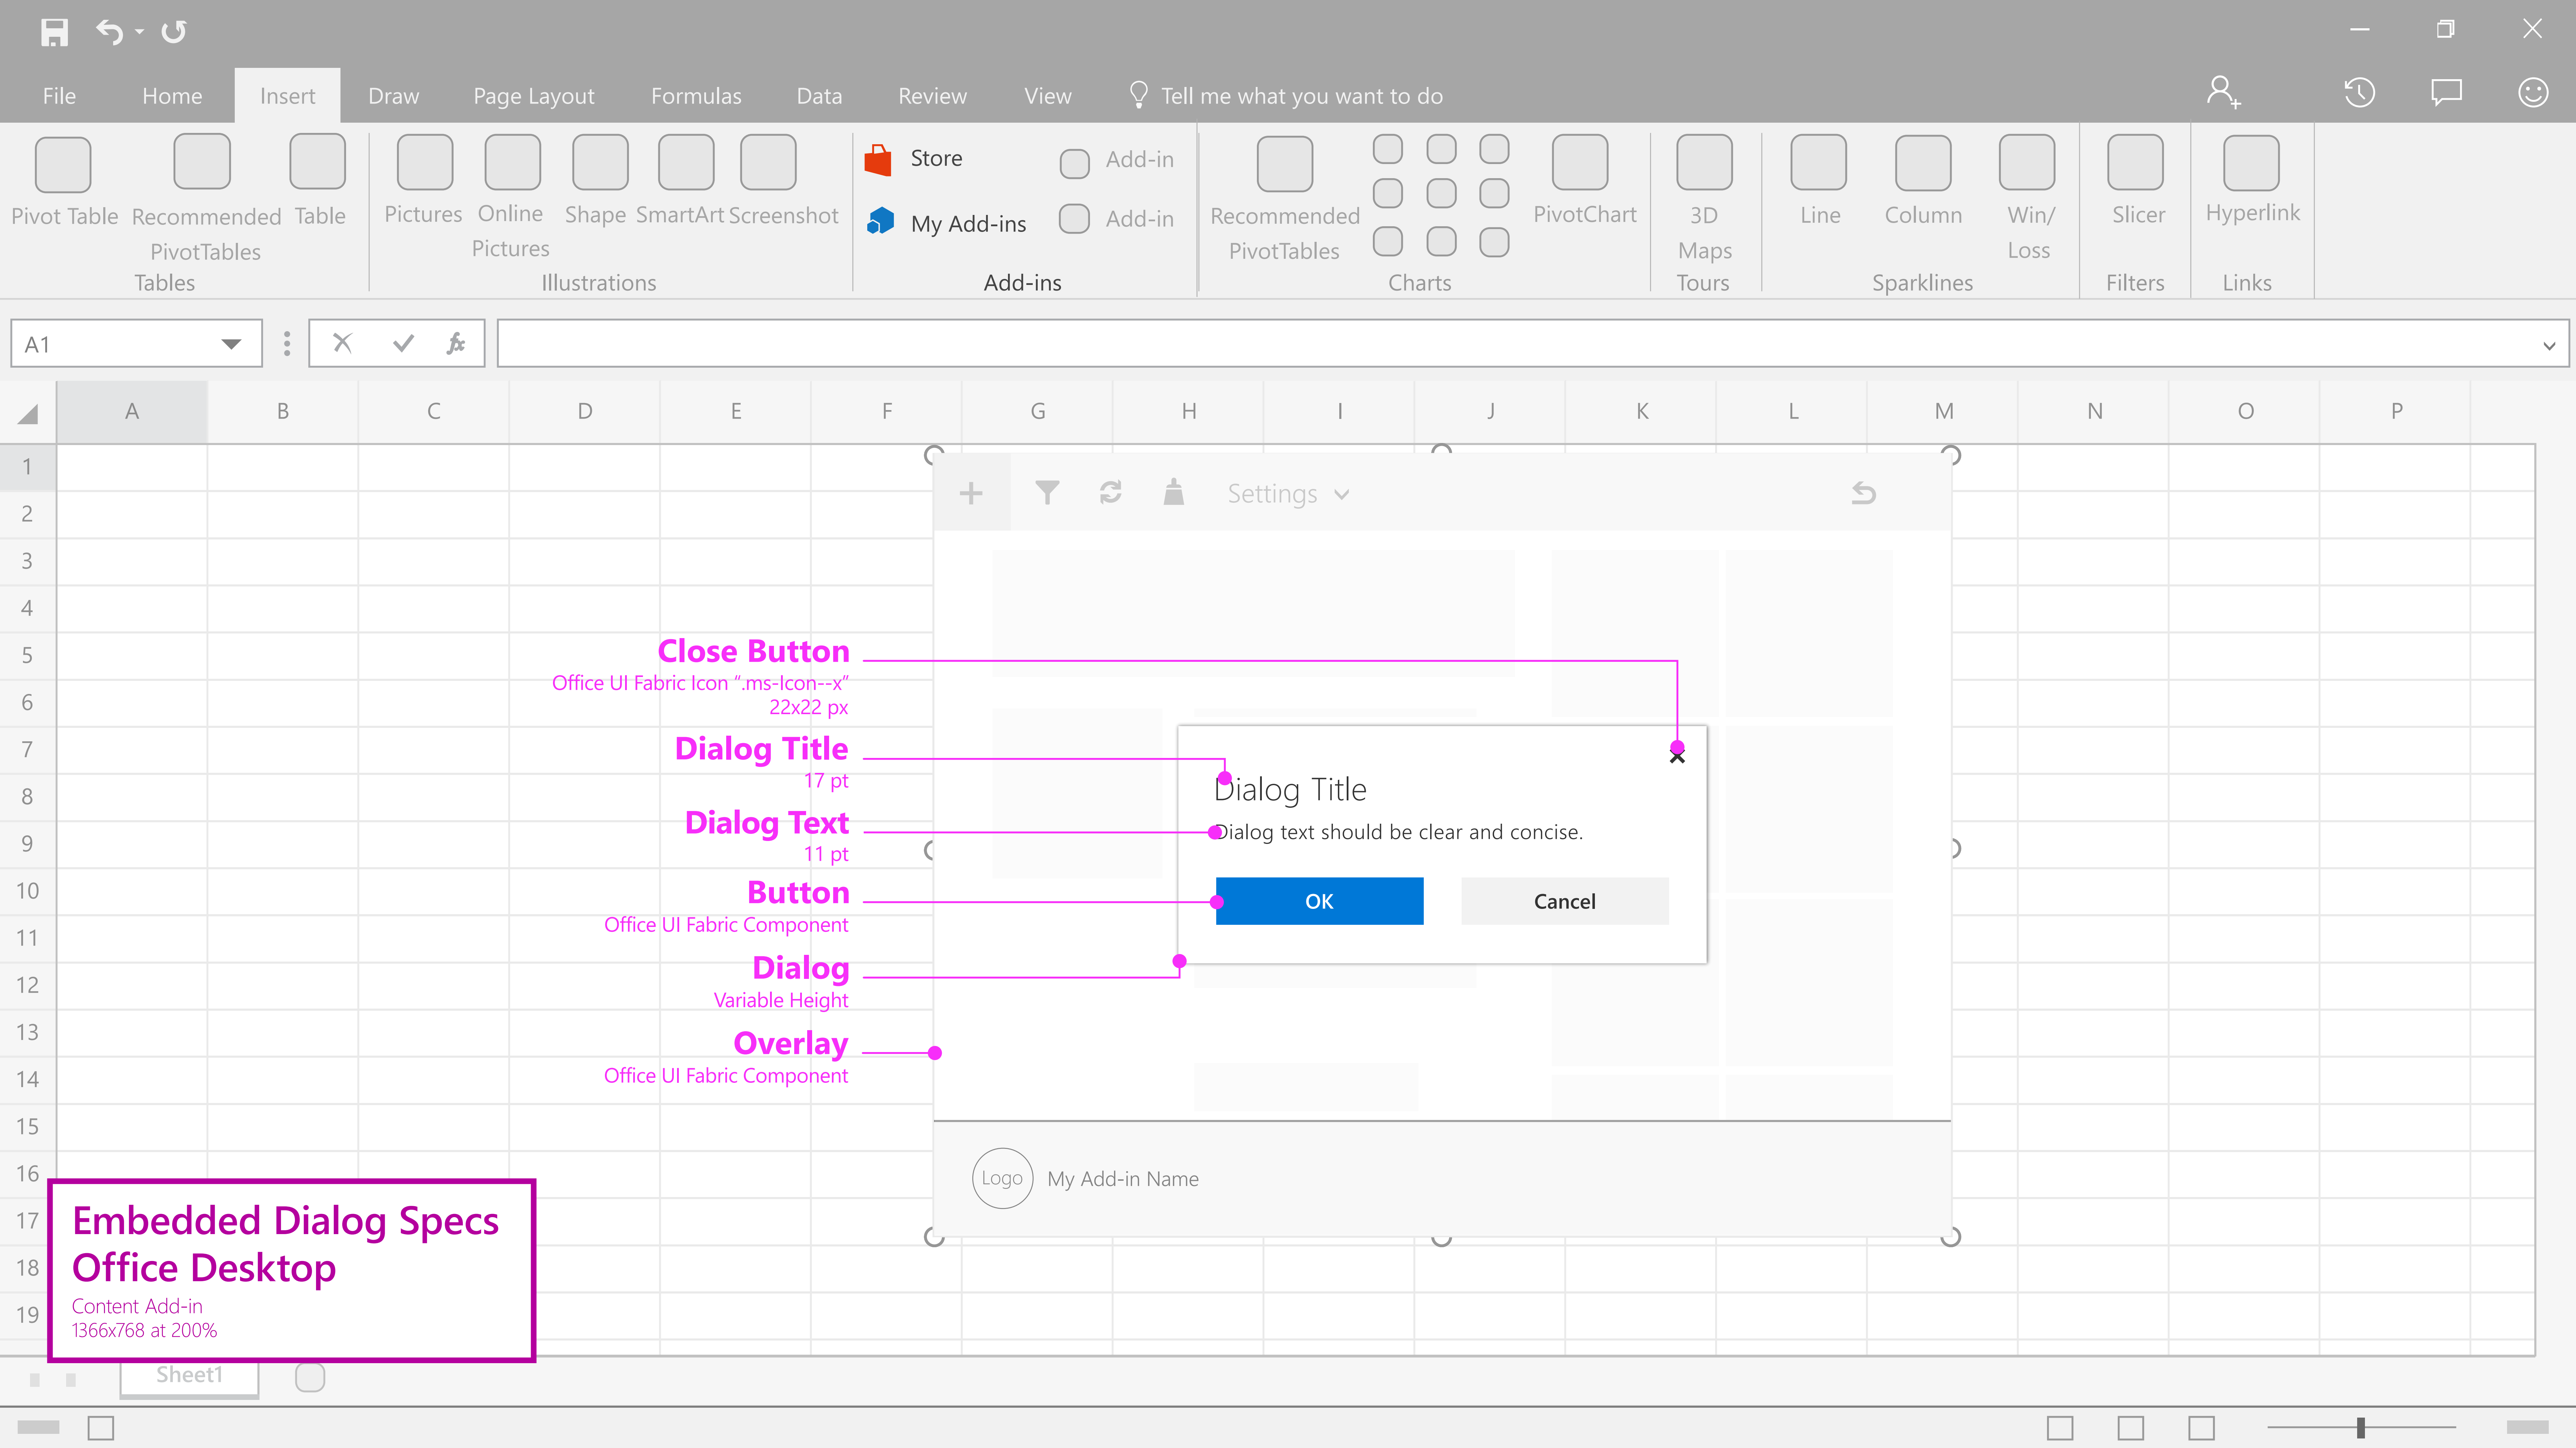 File Home Insert Draw Page Layout Formulas Data Review View Tell me what you want to do
Pivot Table
Recommended
PivotTables
Table
Tables
Pictures
Online
Pictures
Shape
SmartArt
Screenshot
Illustrations
Store
My Add-ins
Add-in
Add-in
Add-ins
Recommended
PivotTables
PivotChart
Charts
3D
Maps
Tours
Line
Column
Win/
Loss
Sparklines
Slicer
Filters
Hyperlink
Links
A1
fx
A B C D E F G H I J K L M N O P
1
2
3
4
5
6
7
8
9
10
11
12
13
14
15
16
17
18
19
Settings
Close Button
Office UI Fabric Icon “.ms-Icon--x”
22x22 px
Dialog Title
17 pt
Dialog Text
11 pt
Button
Office UI Fabric Component
Dialog
Variable Height
Overlay
Office UI Fabric Component
Dialog Title
Dialog text should be clear and concise.
OK
Cancel
Logo
My Add-in Name
Embedded Dialog Specs
Office Desktop
Content Add-in
1366x768 at 200%
Sheet1